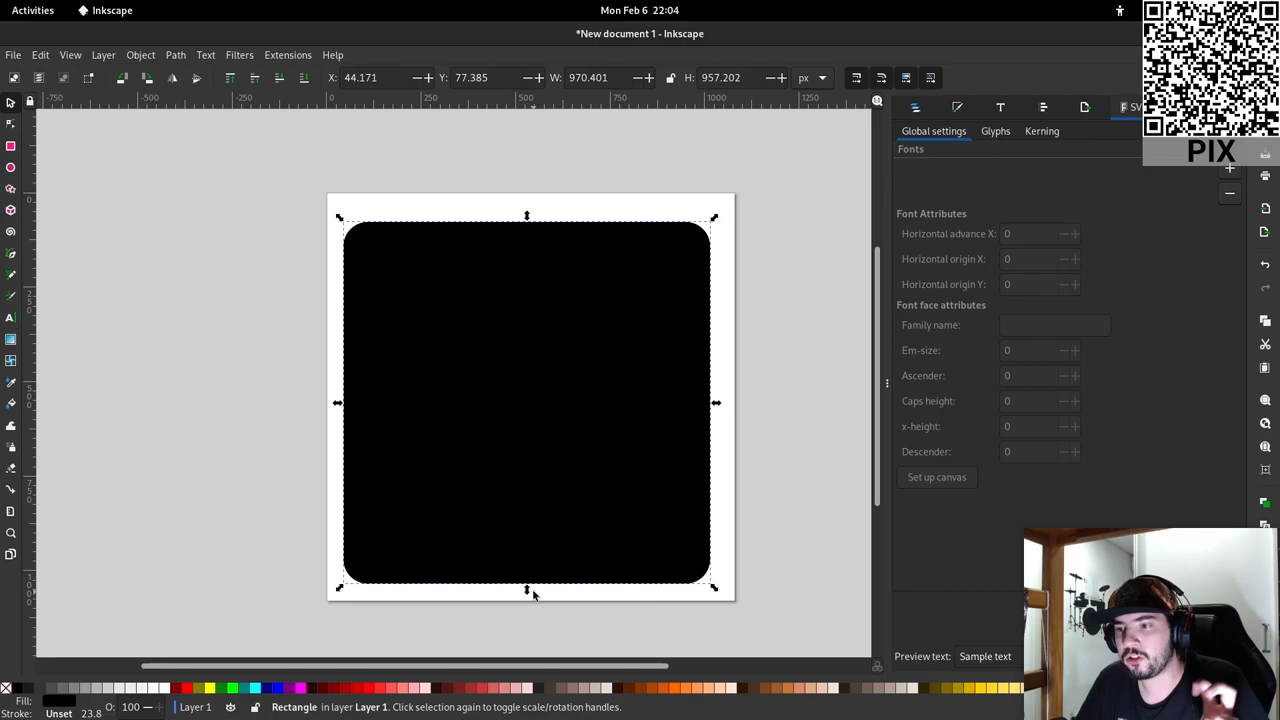 Activities
Inkscape
Mon Feb 6 22:04
*New document 1 - Inkscape
File Edit View Layer Object Path Text Filters Extensions Help
X: 44.171 Y: 77.385 W: 970.401 H: 957.202 px
-750 -500 -250 0 250 500 750 1000 1250
SV
PIX
Global settings Glyphs Kerning
Fonts
Font Attributes
Horizontal advance X: 0
Horizontal origin X: 0
Horizontal origin Y: 0
Font face attributes
Family name:
Em-size: 0
Ascender: 0
Caps height: 0
x-height: 0
Descender: 0
Set up canvas
Preview text: Sample text
Fill:
Stroke: Unset 23.8
O: 100
Layer 1
Rectangle in layer Layer 1. Click selection again to toggle scale/rotation handles.